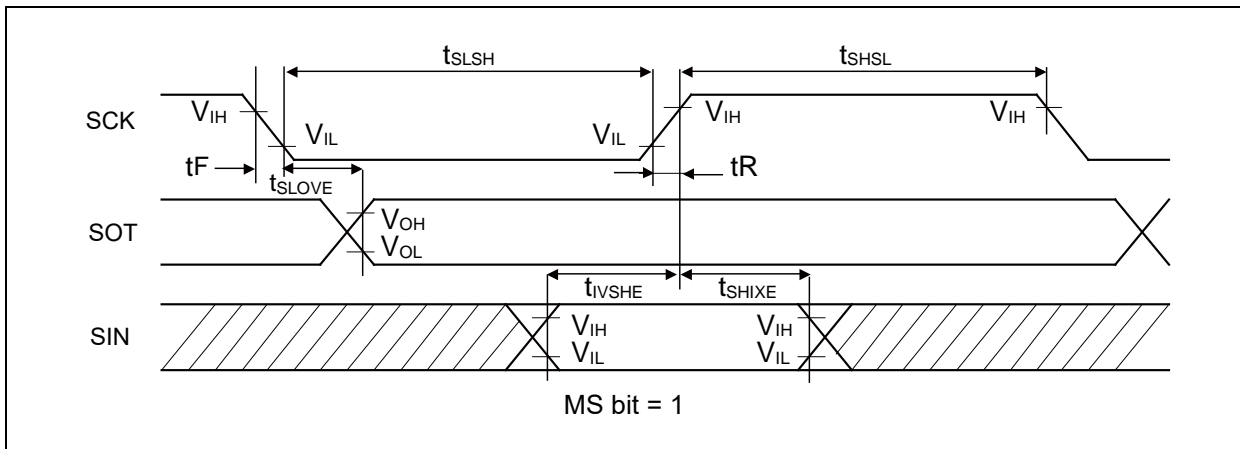 tSLSH
tSHSL
SCK
VIH
VIL
VIL
VIH
VIH
tF
tSLOVE
tR
SOT
VOH
VOL
tIVSHE
tSHIXE
SIN
VIH
VIL
VIH
VIL
MS bit = 1